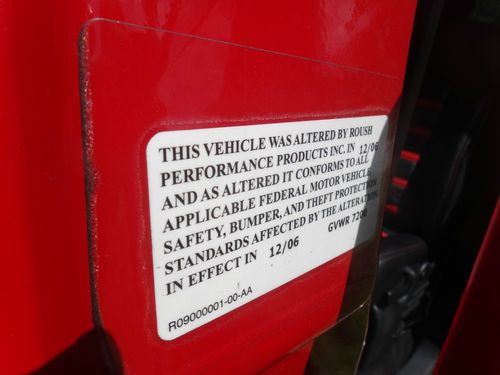 THIS VEHICLE WAS ALTERED BY ROUSH
PERFORMANCE PRODUCTS INC. IN 12/06
AND AS ALTERED IT CONFORMS TO ALL
APPLICABLE FEDERAL MOTOR VEHICLE
SAFETY, BUMPER, AND THEFT PROTECTION
STANDARDS AFFECTED BY THE ALTERATION
IN EFFECT IN 12/06 GVWR 7200
R09000001-00-AA